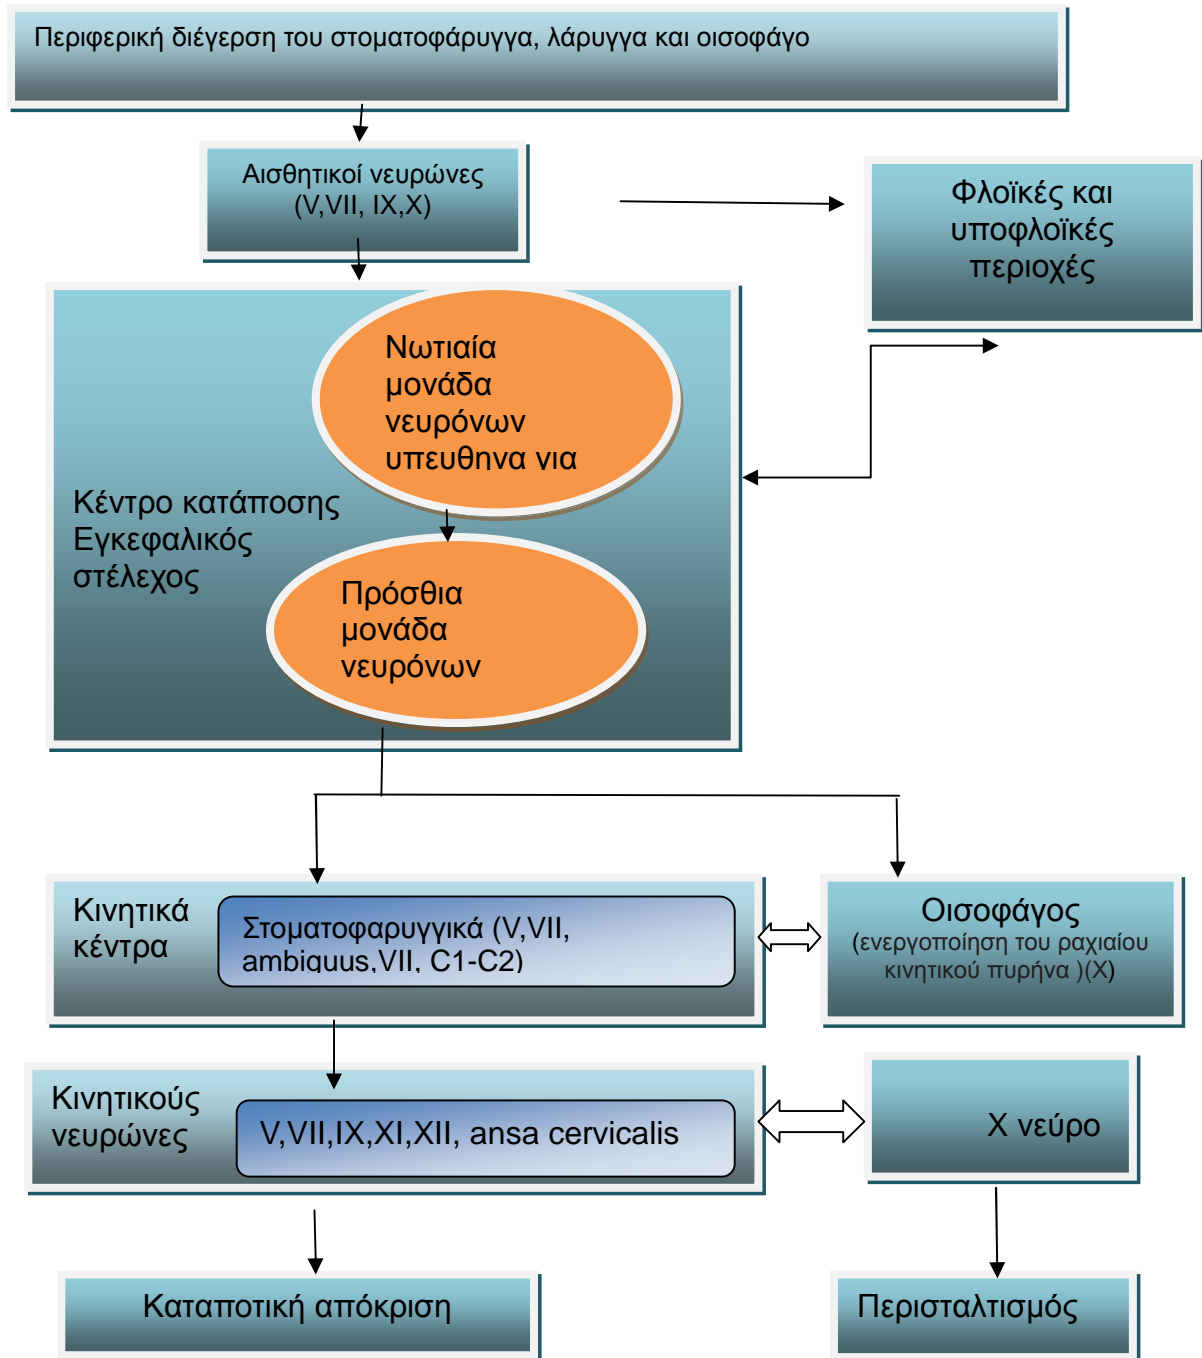 Περιφερική διέγερση του στοματοφάρυγγα, λάρυγγα και οισοφάγο
Αισθητικοί νευρώνες
(V,VII, IX,X)
Φλοϊκές και
υποφλοϊκές
περιοχές
Νωτιαία
μονάδα
νευρόνων
υπευθηνα για
Κέντρο κατάποσης
Εγκεφαλικός
στέλεχος
Πρόσθια
μονάδα
νευρόνων
Κινητικά
κέντρα
Στοματοφαρυγγικά (V,VII,
ambiguus,VII, C1-C2)
Οισοφάγος
(ενεργοποίηση του ραχιαίου
κινητικού πυρήνα )(X)
Κινητικούς
νευρώνες
V,VII,IX,XI,XII, ansa cervicalis
X νεύρο
Καταποτική απόκριση
Περισταλτισμός